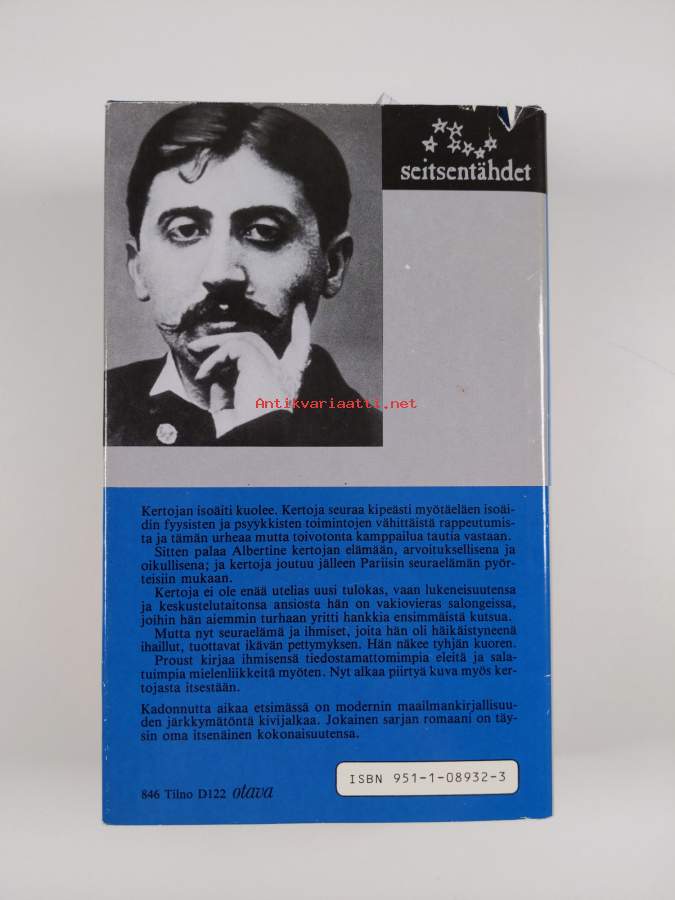 seitsentähdet
Antikvariaatti.net
Kertojan isoäiti kuolee. Kertoja seuraa kipeästi myötäeläen isoäi-
din fyysisten ja psyykkisten toimintojen vähittäistä rappeutumis-
ta ja tämän urheaa mutta toivotonta kamppailua tautia vastaan.
Sitten palaa Albertine kertojan elämään, arvoituksellisena ja
oikullisena; ja kertoja joutuu jälleen Pariisin seuraelämän pyör-
teisiin mukaan.
Kertoja ei ole enää utelias uusi tulokas, vaan lukeneisuutensa
ja keskustelutaitonsa ansiosta hän on vakiovieras salongeissa,
joihin hän aiemmin turhaan yritti hankkia ensimmäistä kutsua.
Mutta nyt seuraelämä ja ihmiset, joita hän oli häikäistyneenä
ihaillut, tuottavat ikävän pettymyksen. Hän näkee tyhjän kuoren.
Proust kirjaa ihmisensä tiedostamattomimpia eleitä ja sala-
tuimpia mielenliikkeitä myöten. Nyt alkaa piirtyä kuva myös ker-
tojasta itsestään.
Kadonnutta aikaa etsimässä on modernin maailmankirjallisuu-
den järkkymätöntä kivijalkaa. Jokainen sarjan romaani on täy-
sin oma itsenäinen kokonaisuutensa.
ISBN 951-1-08932-3
846 Tilno D122 otava